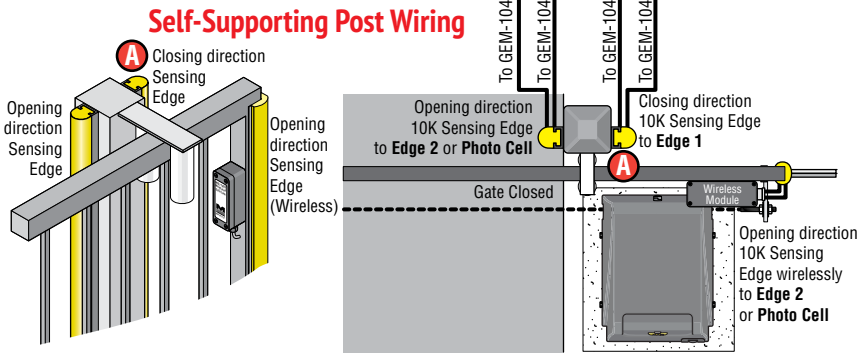 Self-Supporting Post Wiring
A
Closing direction
Sensing
Edge
Opening
direction
Sensing
Edge
Opening
direction
Sensing
Edge
(Wireless)
To GEM-104
To GEM-104
To GEM-104
To GEM-104
Opening direction
10K Sensing Edge
to Edge 2 or Photo Cell
Closing direction
10K Sensing Edge
to Edge 1
A
Gate Closed
Wireless
Module
Opening direction
10K Sensing
Edge wirelessly
to Edge 2
or Photo Cell